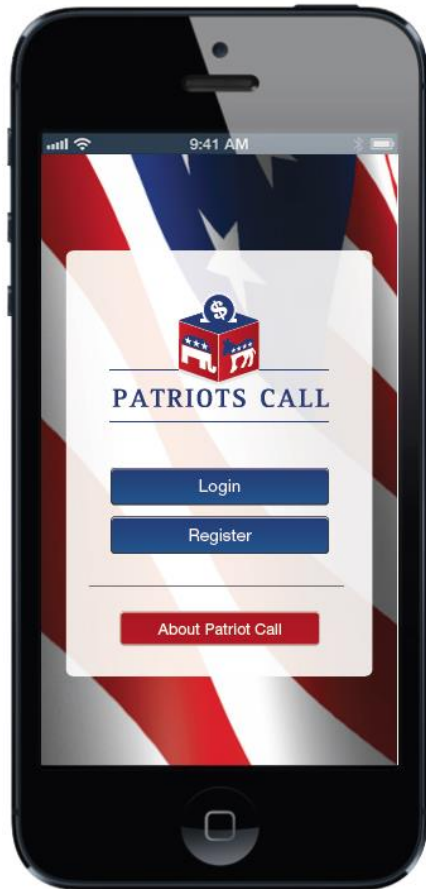 9:41 AM
$
PATRIOTS CALL
Login
Register
About Patriot Call